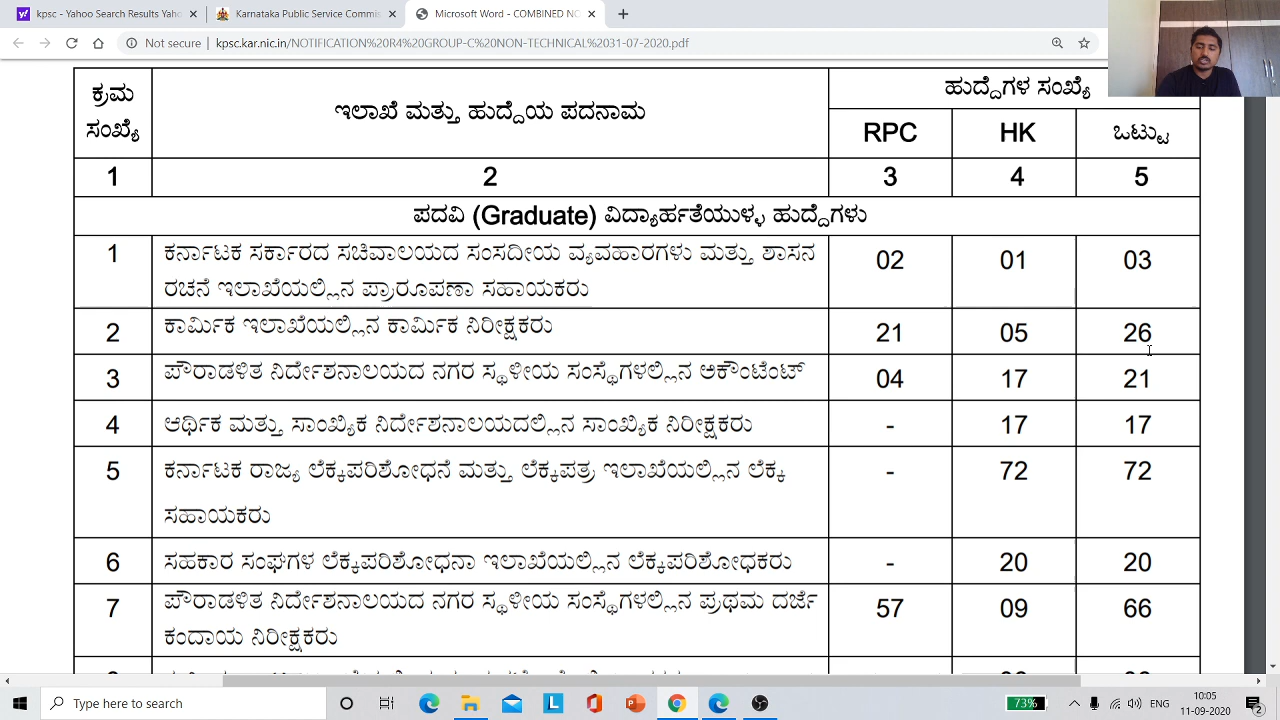 kpsc - Yahoo Search Results Yaho
Karnataka Public Service Commis
Microsoft Word - COMBINED NO
Not secure | kpsc.kar.nic.in/NOTIFICATION%20R4%20GROUP-C%20NON-TECHNICAL%2031-07-2020.pdf
ಕ್ರಮ ಸಂಖ್ಯೆ
ಇಲಾಖೆ ಮತ್ತು ಹುದ್ದೆಯ ಪದನಾಮ
ಹುದ್ದೆಗಳ ಸಂಖ್ಯೆ
RPC HK ಒಟ್ಟು
1 2 3 4 5
ಪದವಿ (Graduate) ವಿದ್ಯಾರ್ಹತೆಯುಳ್ಳ ಹುದ್ದೆಗಳು
1 ಕರ್ನಾಟಕ ಸರ್ಕಾರದ ಸಚಿವಾಲಯದ ಸಂಸದೀಯ ವ್ಯವಹಾರಗಳು ಮತ್ತು ಶಾಸನ 02 01 03
ರಚನೆ ಇಲಾಖೆಯಲ್ಲಿನ ಪ್ರಾರೂಪಣಾ ಸಹಾಯಕರು
2 ಕಾರ್ಮಿಕ ಇಲಾಖೆಯಲ್ಲಿನ ಕಾರ್ಮಿಕ ನಿರೀಕ್ಷಕರು 21 05 26
3 ಪೌರಾಡಳಿತ ನಿರ್ದೇಶನಾಲಯದ ನಗರ ಸ್ಥಳೀಯ ಸಂಸ್ಥೆಗಳಲ್ಲಿನ ಅಕೌಂಟೆಂಟ್ 04 17 21
4 ಆರ್ಥಿಕ ಮತ್ತು ಸಾಂಖ್ಯಿಕ ನಿರ್ದೇಶನಾಲಯದಲ್ಲಿನ ಸಾಂಖ್ಯಿಕ ನಿರೀಕ್ಷಕರು - 17 17
5 ಕರ್ನಾಟಕ ರಾಜ್ಯ ಲೆಕ್ಕಪರಿಶೋಧನೆ ಮತ್ತು ಲೆಕ್ಕಪತ್ರ ಇಲಾಖೆಯಲ್ಲಿನ ಲೆಕ್ಕ - 72 72
ಸಹಾಯಕರು
6 ಸಹಕಾರ ಸಂಘಗಳ ಲೆಕ್ಕಪರಿಶೋಧನಾ ಇಲಾಖೆಯಲ್ಲಿನ ಲೆಕ್ಕಪರಿಶೋಧಕರು - 20 20
7 ಪೌರಾಡಳಿತ ನಿರ್ದೇಶನಾಲಯದ ನಗರ ಸ್ಥಳೀಯ ಸಂಸ್ಥೆಗಳಲ್ಲಿನ ಪ್ರಥಮ ದರ್ಜೆ 57 09 66
ಕಂದಾಯ ನಿರೀಕ್ಷಕರು
Type here to search
73%
ENG
10:05
11-09-2020
2